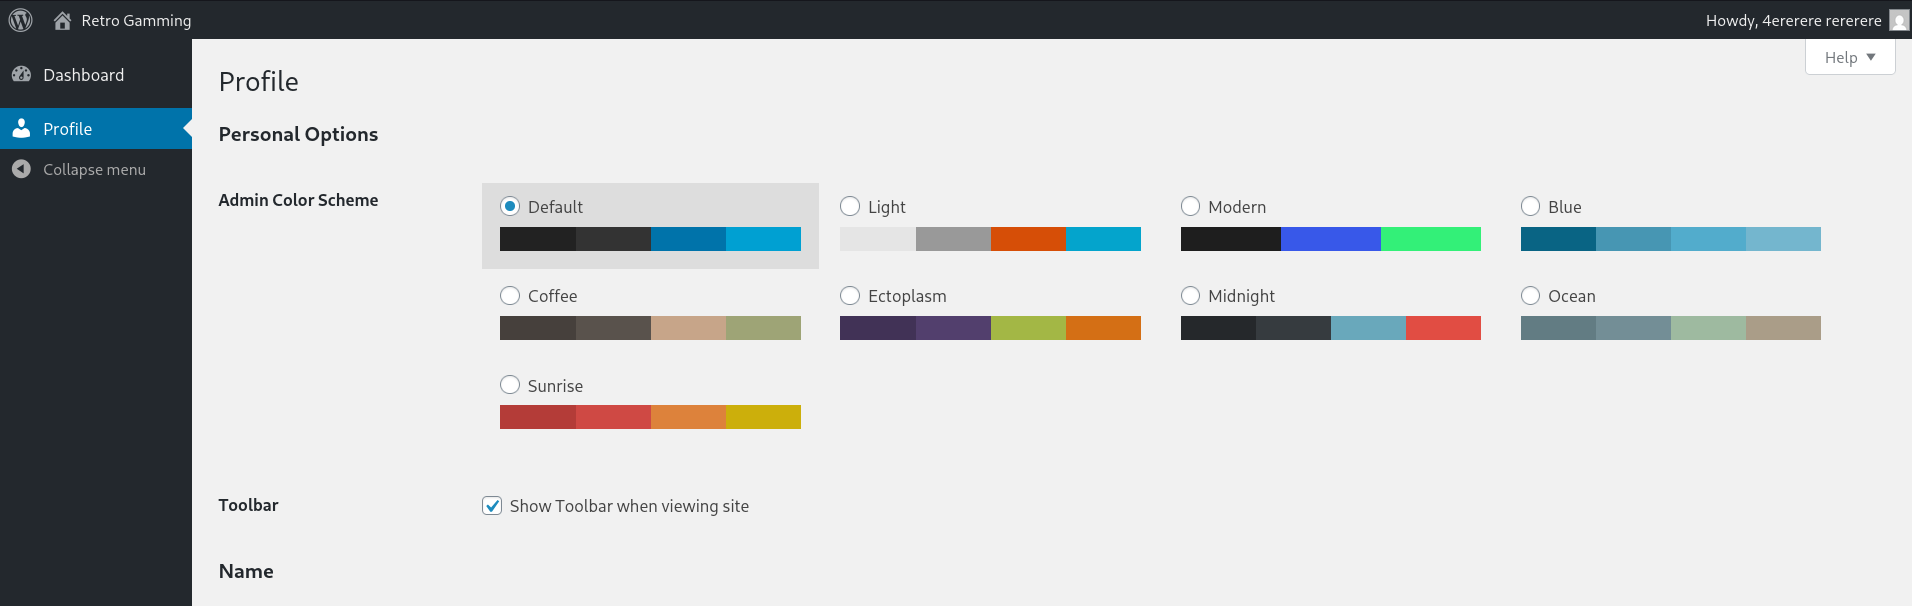 Retro Gamming
Howdy, 4ererere rererere
Dashboard
Profile
Collapse menu
Help
Profile
Personal Options
Admin Color Scheme
Default
Light
Modern
Blue
Coffee
Ectoplasm
Midnight
Ocean
Sunrise
Toolbar
Show Toolbar when viewing site
Name